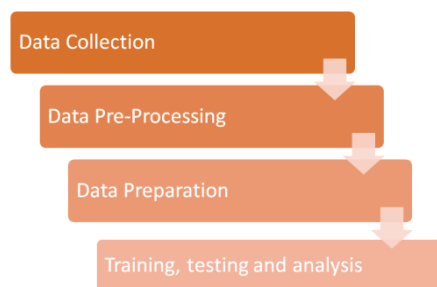 Data Collection
Data Pre-Processing
Data Preparation
Training, testing and analysis